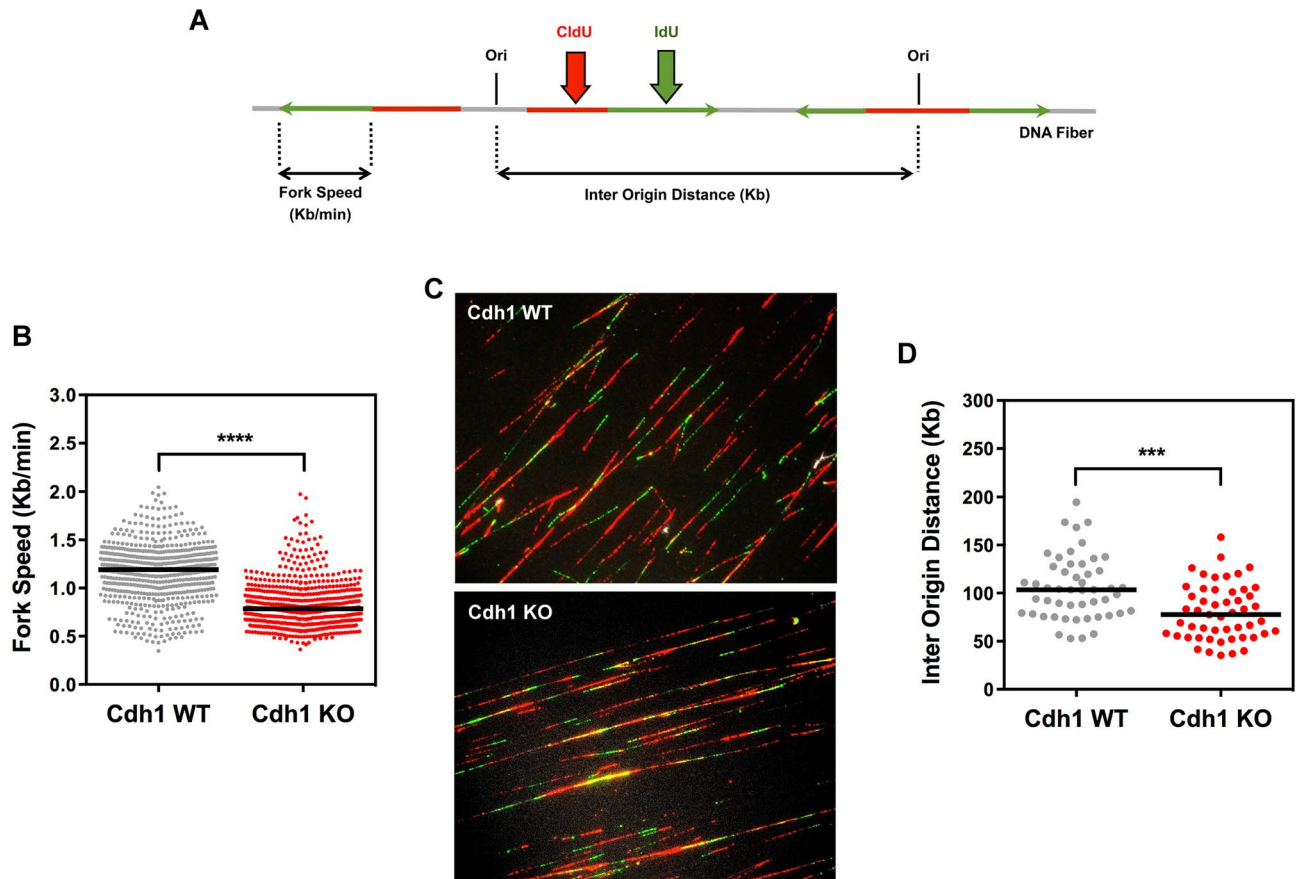 A
CldU
IdU
Ori
Ori
DNA Fiber
Fork Speed
(Kb/min)
Inter Origin Distance (Kb)
B
Fork Speed (Kb/min)
3.0
2.5
2.0
1.5
1.0
0.5
0.0
****
Cdh1 WT
Cdh1 KO
C
Cdh1 WT
Cdh1 KO
D
Inter Origin Distance (Kb)
300
250
200
150
100
50
0
***
Cdh1 WT
Cdh1 KO